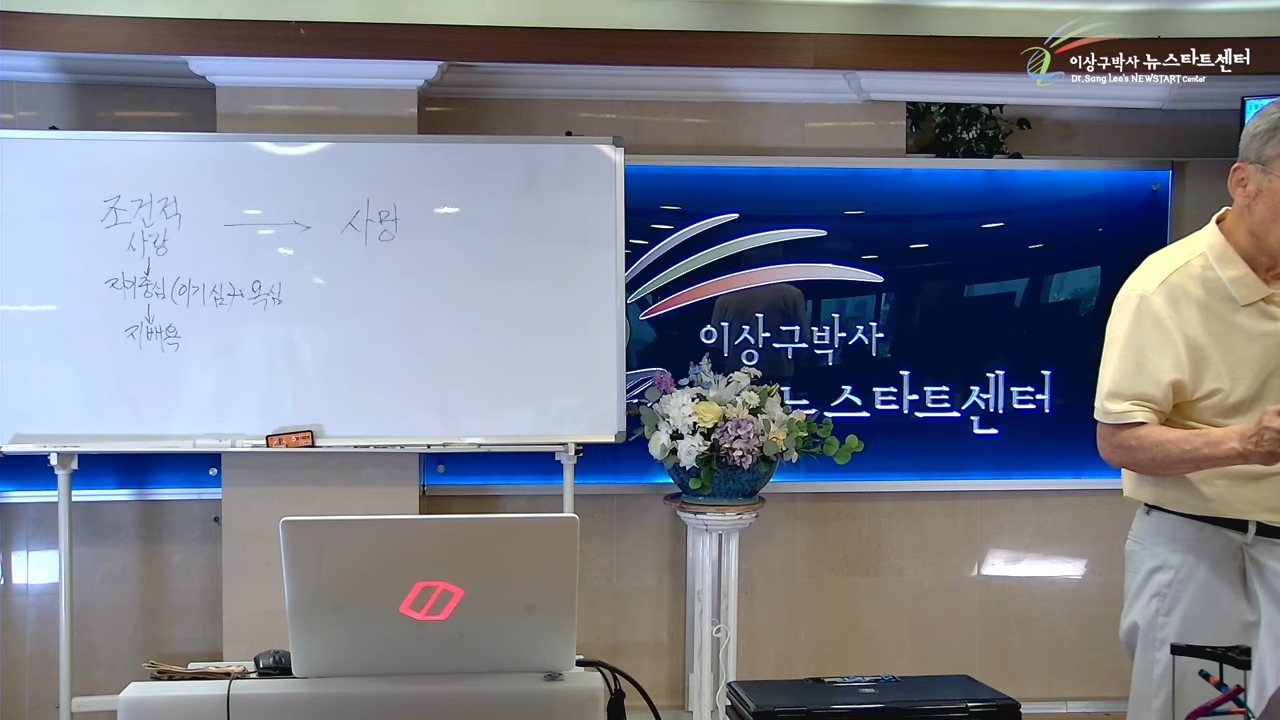 이상구박사 뉴스타트센터
Dr.Sang Lee's NEWSTART Center
조건적 → 사망
사랑
↓
자기중심(이기심) 욕심
↓
지배욕
이상구박사
뉴스타트센터